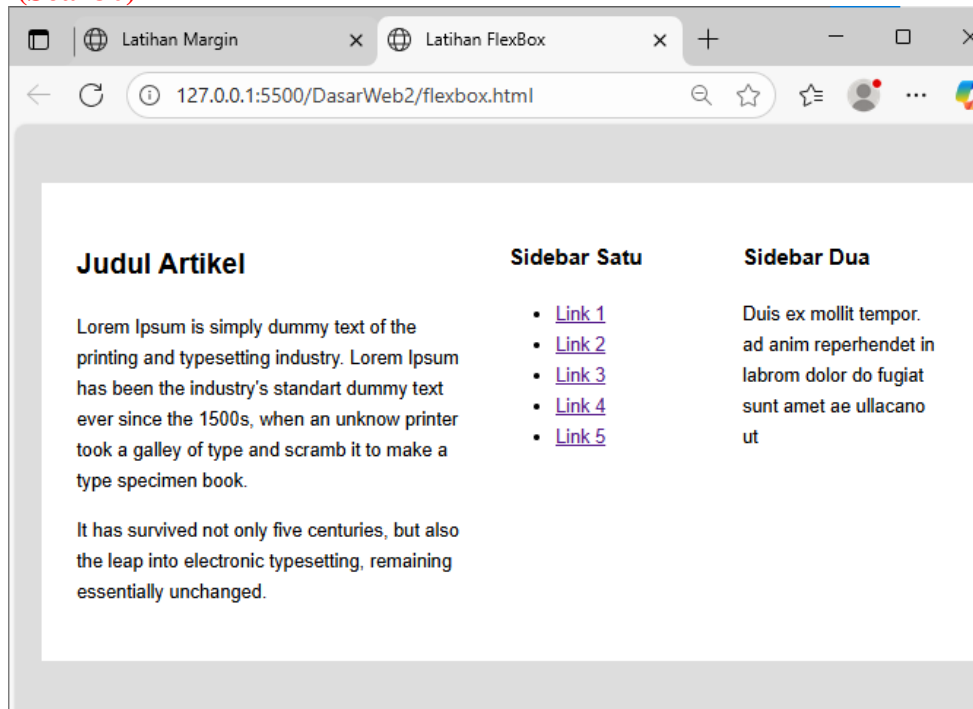 Latihan Margin
Latihan FlexBox
127.0.0.1:5500/DasarWeb2/flexbox.html
Judul Artikel
Lorem Ipsum is simply dummy text of the
printing and typesetting industry. Lorem Ipsum
has been the industry's standart dummy text
ever since the 1500s, when an unknow printer
took a galley of type and scramb it to make a
type specimen book.
It has survived not only five centuries, but also
the leap into electronic typesetting, remaining
essentially unchanged.
Sidebar Satu
Link 1
Link 2
Link 3
Link 4
Link 5
Sidebar Dua
Duis ex mollit tempor.
ad anim reperhendet in
labrom dolor do fugiat
sunt amet ae ullacano
ut